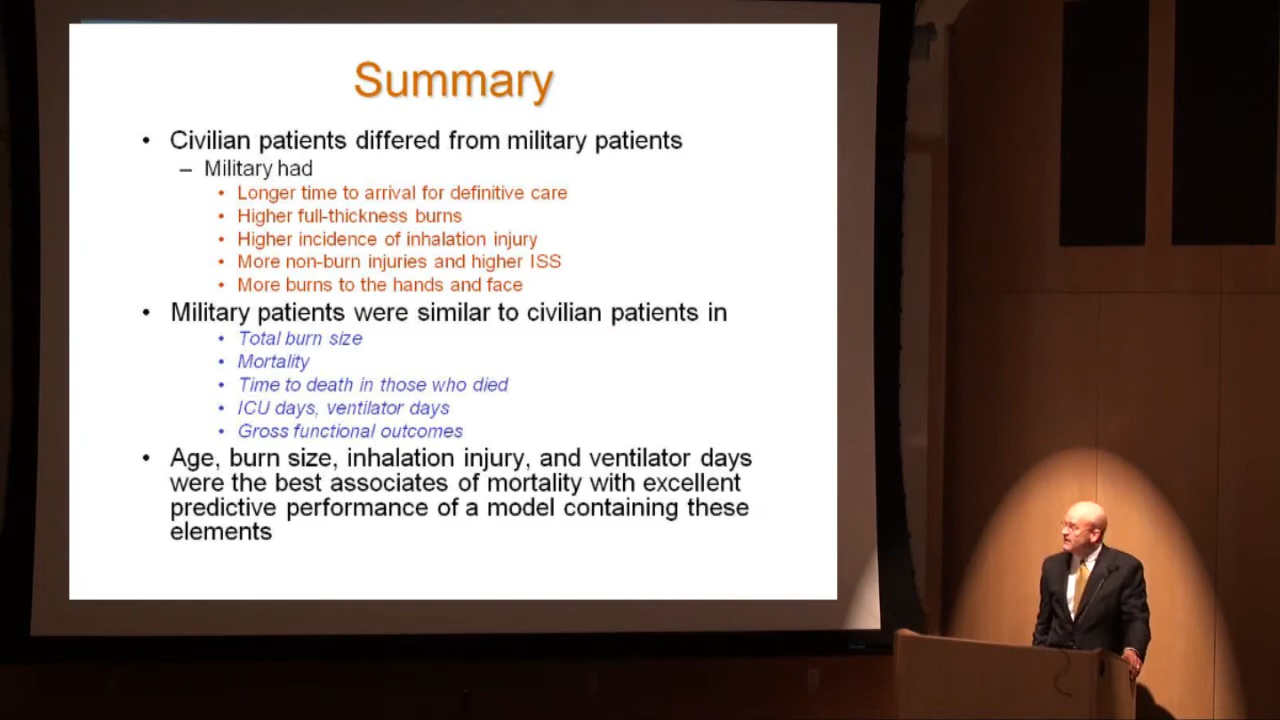 Summary
• Civilian patients differed from military patients
– Military had
• Longer time to arrival for definitive care
• Higher full-thickness burns
• Higher incidence of inhalation injury
• More non-burn injuries and higher ISS
• More burns to the hands and face
• Military patients were similar to civilian patients in
• Total burn size
• Mortality
• Time to death in those who died
• ICU days, ventilator days
• Gross functional outcomes
• Age, burn size, inhalation injury, and ventilator days
were the best associates of mortality with excellent
predictive performance of a model containing these
elements